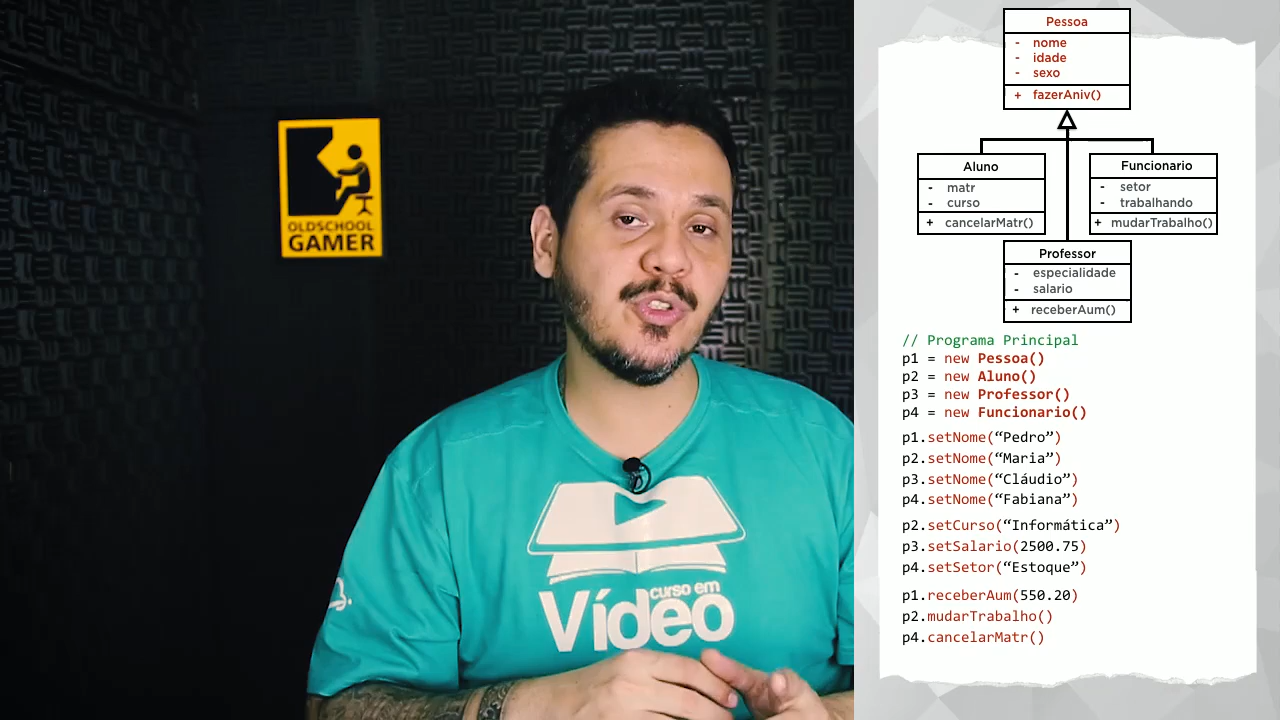 OLDSCHOOL
GAMER
curso em
Vídeo
Pessoa
- nome
- idade
- sexo
+ fazerAniv()
Aluno
- matr
- curso
+ cancelarMatr()
Funcionario
- setor
- trabalhando
+ mudarTrabalho()
Professor
- especialidade
- salario
+ receberAum()
// Programa Principal
p1 = new Pessoa()
p2 = new Aluno()
p3 = new Professor()
p4 = new Funcionario()
p1.setNome(“Pedro”)
p2.setNome(“Maria”)
p3.setNome(“Cláudio”)
p4.setNome(“Fabiana”)
p2.setCurso(“Informática”)
p3.setSalario(2500.75)
p4.setSetor(“Estoque”)
p1.receberAum(550.20)
p2.mudarTrabalho()
p4.cancelarMatr()